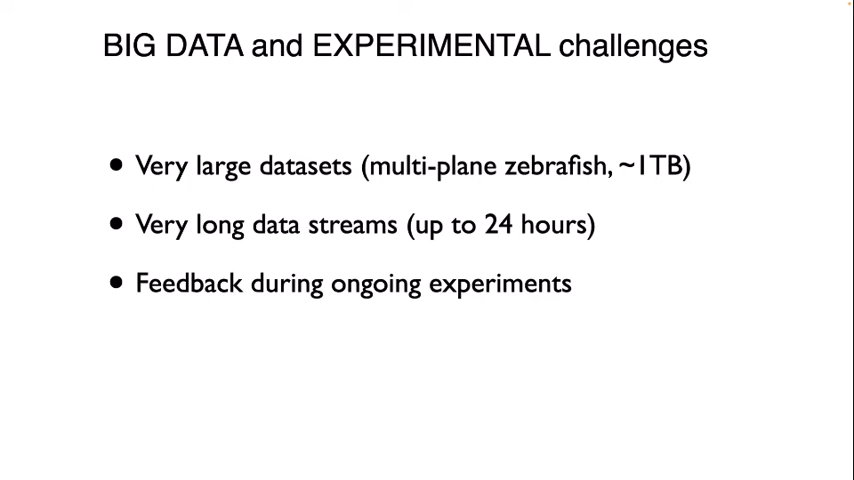 BIG DATA and EXPERIMENTAL challenges
• Very large datasets (multi-plane zebrafish, ~1TB)
• Very long data streams (up to 24 hours)
• Feedback during ongoing experiments